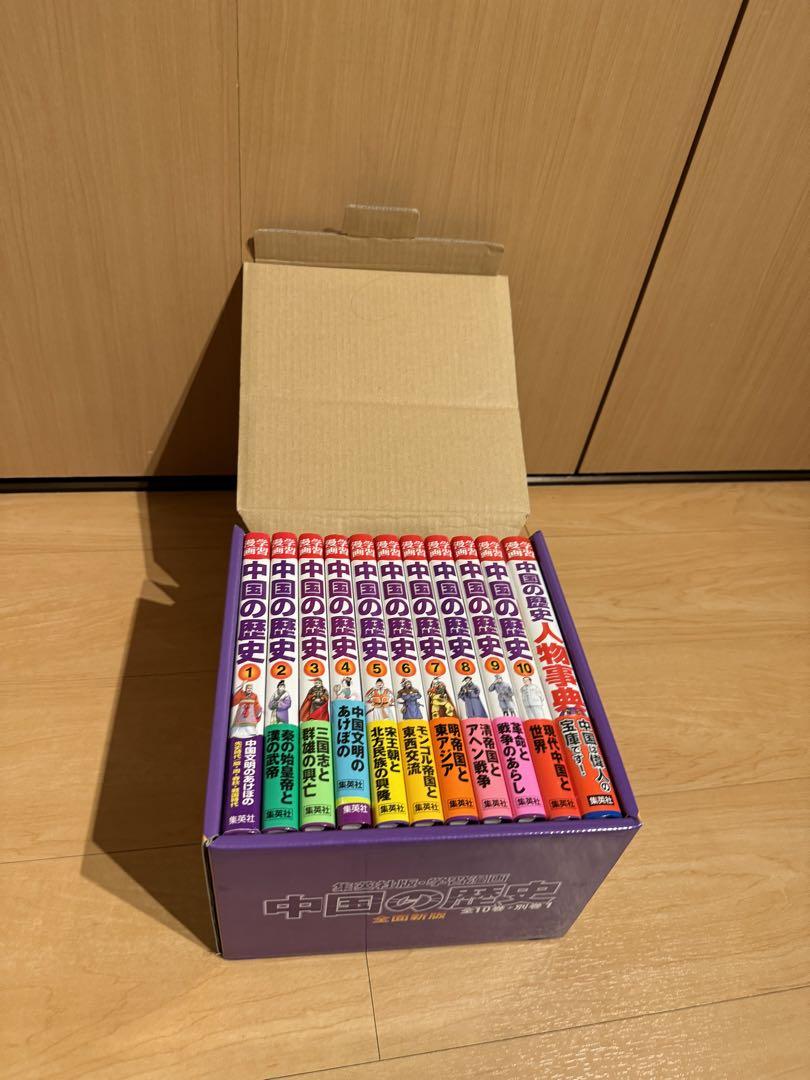 学習漫画
中国の歴史
1
中国文明のあけぼの
集英社
学習漫画
中国の歴史
2
秦の始皇帝と
漢の武帝
集英社
学習漫画
中国の歴史
3
三国志と
群雄の興亡
集英社
学習漫画
中国の歴史
4
中国文明の
あけぼの
集英社
学習漫画
中国の歴史
5
宋王朝と
北方民族の興隆
集英社
学習漫画
中国の歴史
6
モンゴル帝国と
東西交流
集英社
学習漫画
中国の歴史
7
明帝国と
東アジア
集英社
学習漫画
中国の歴史
8
清帝国と
アヘン戦争
集英社
学習漫画
中国の歴史
9
革命と
戦争のあらし
集英社
学習漫画
中国の歴史
10
現代中国と
世界
集英社
学習漫画
中国の歴史
人物事典
中国は偉人の
宝庫です!
集英社
集英社版・学習漫画
中国の歴史
全面新版
全10巻・別巻1